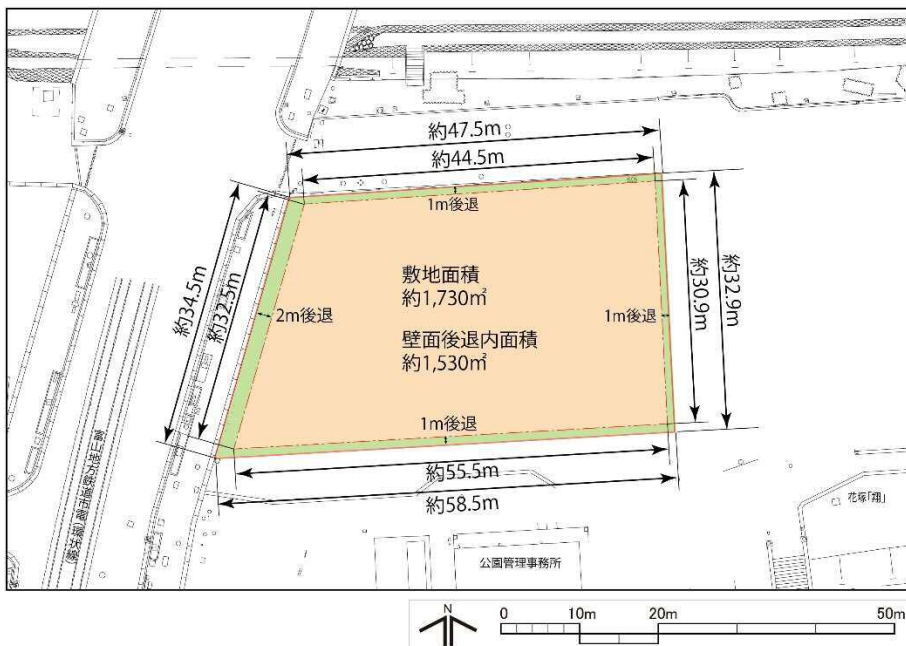 約47.5m
約44.5m
1m後退
約34.5m
約32.5m
2m後退
敷地面積
約1,730㎡
壁面後退内面積
約1,530㎡
1m後退
約30.9m
約32.9m
1m後退
約55.5m
約58.5m
花塚「翔」
公園管理事務所
N
0
10m
20m
50m